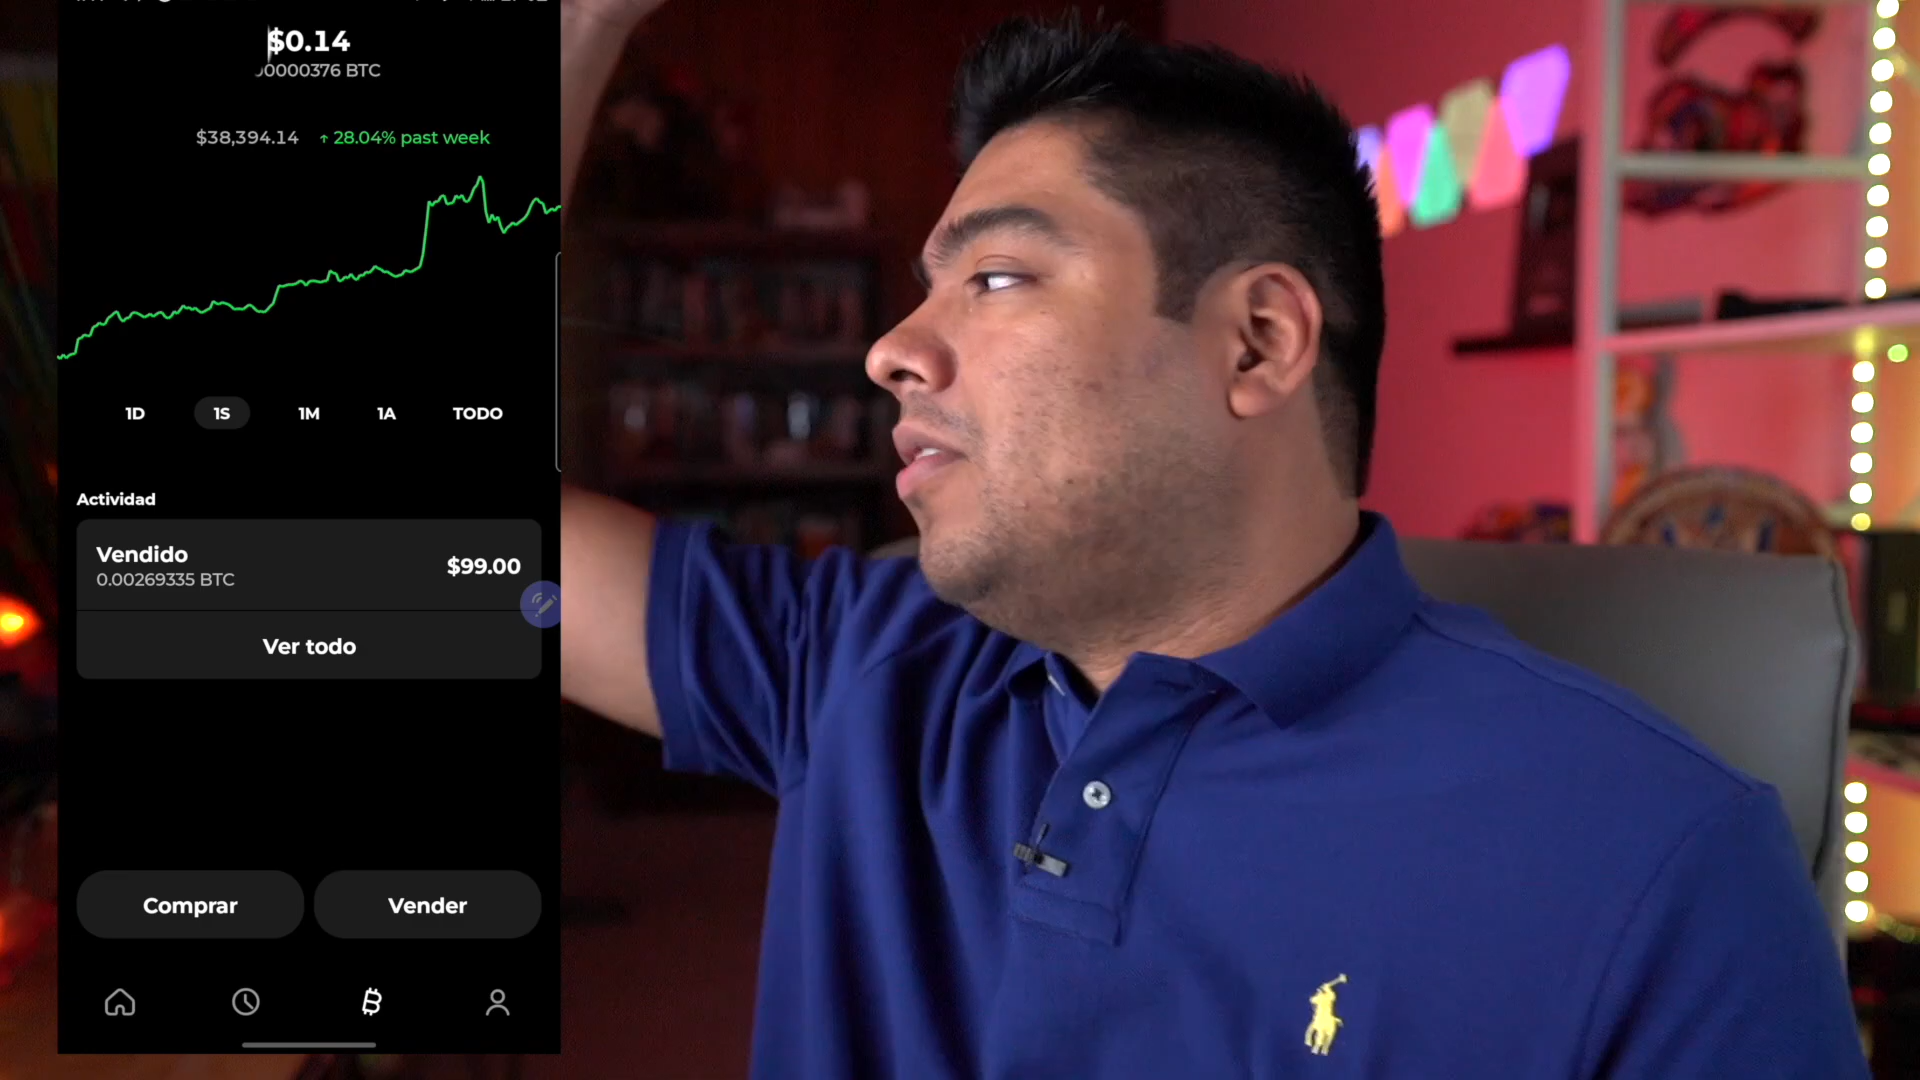 $0.14
00000376 BTC
$38,394.14 ↑ 28.04% past week
1D 1S 1M 1A TODO
Actividad
Vendido
$99.00
0.00269335 BTC
Ver todo
Comprar Vender